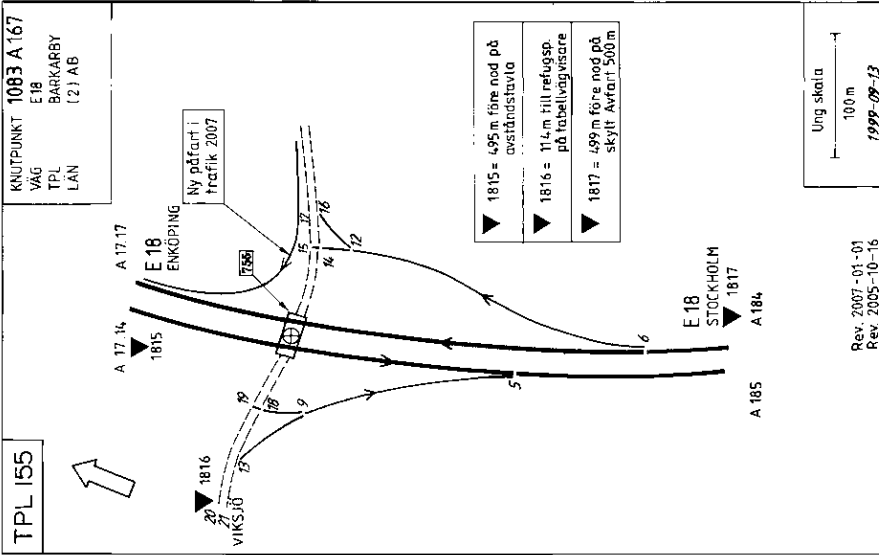 TPL 155
KNUTPUNKT 1083 A 167
VÄG E 18
TPL BARKARBY
LÄN (2) AB
A 17.14
1815
A 17.17
E 18
ENKÖPING
Ny påfart i
trafik 2007
756
1816
20
21
VIKSJÖ
13
19
18
9
17
16
15
14
12
5
6
1815 = 495 m före nod på
avståndstavla
1816 = 114 m till refugsp.
på tabellvägvisare
1817 = 499 m före nod på
skylt Avfart 500 m
E 18
STOCKHOLM
1817
A 185
A 184
Ung skala
100 m
Rev. 2007-01-01
Rev. 2005-10-16
1999-09-13